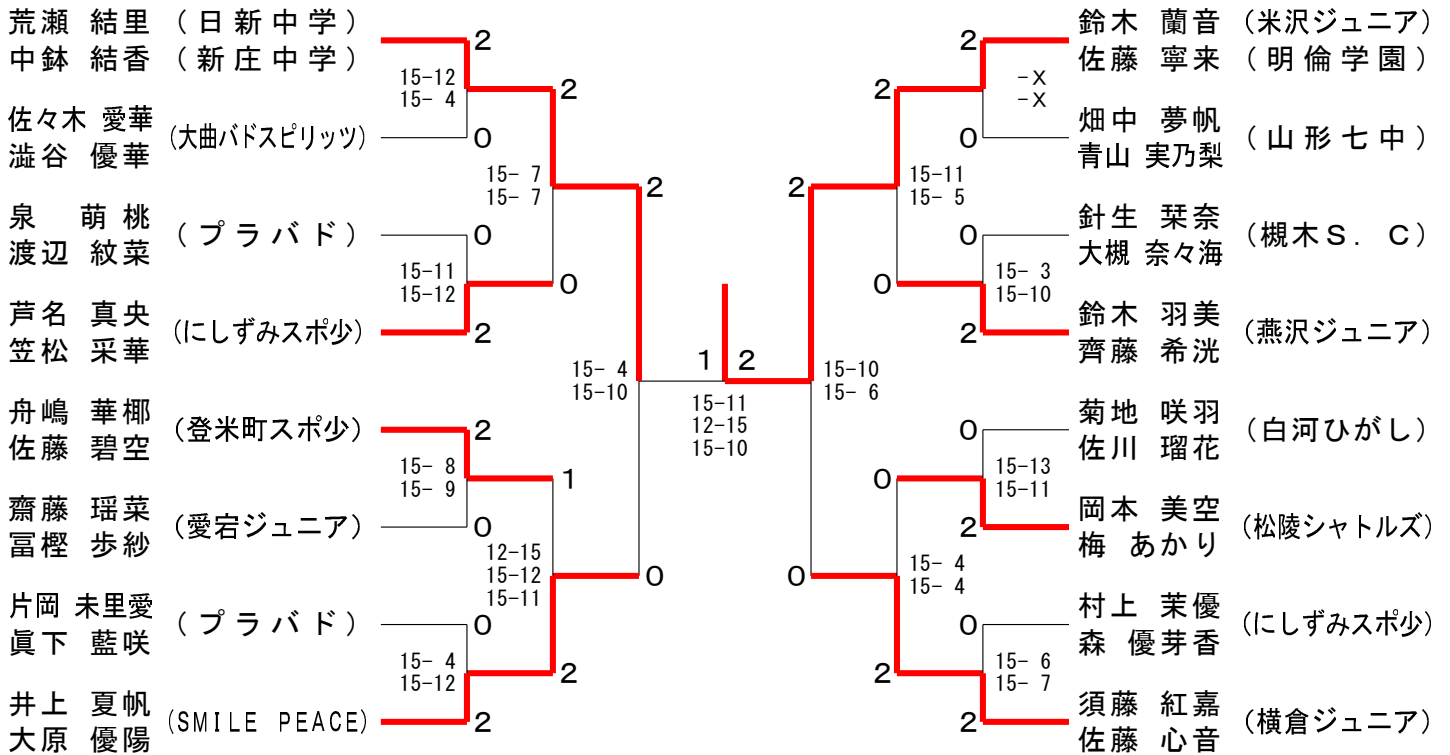 荒瀬 結里 (日新中学)
中鉢 結香 (新庄中学)
2
15-12
15- 4
佐々木 愛華
澁谷 優華
(大曲バドスピリッツ)
0
2
15- 7
15- 7
泉 萌桃
渡辺 紋菜
(プラバド)
0
15-11
15-12
芦名 真央
笠松 采華
(にしずみスポ少)
2
0
2
15- 4
15-10
舟嶋 華椰
佐藤 碧空
(登米町スポ少)
2
15- 8
15- 9
齋藤 瑶菜
冨樫 歩紗
(愛宕ジュニア)
0
1
12-15
15-12
15-11
片岡 未里愛
眞下 藍咲
(プラバド)
0
15- 4
15-12
井上 夏帆
大原 優陽
(SMILE PEACE)
2
2
0
1 2
15-11
12-15
15-10
鈴木 蘭音 (米沢ジュニア)
佐藤 寧来 (明倫学園)
2
-X
-X
畑中 夢帆
青山 実乃梨
(山形七中)
0
2
15-11
15- 5
針生 栞奈
大槻 奈々海
(槻木S. C)
0
15- 3
15-10
鈴木 羽美
齊藤 希洸
(燕沢ジュニア)
2
0
2
15-10
15- 6
菊地 咲羽
佐川 瑠花
(白河ひがし)
0
15-13
15-11
岡本 美空
梅 あかり
(松陵シャトルズ)
2
0
15- 4
15- 4
村上 茉優
森 優芽香
(にしずみスポ少)
0
15- 6
15- 7
須藤 紅嘉
佐藤 心音
(横倉ジュニア)
2
2
0